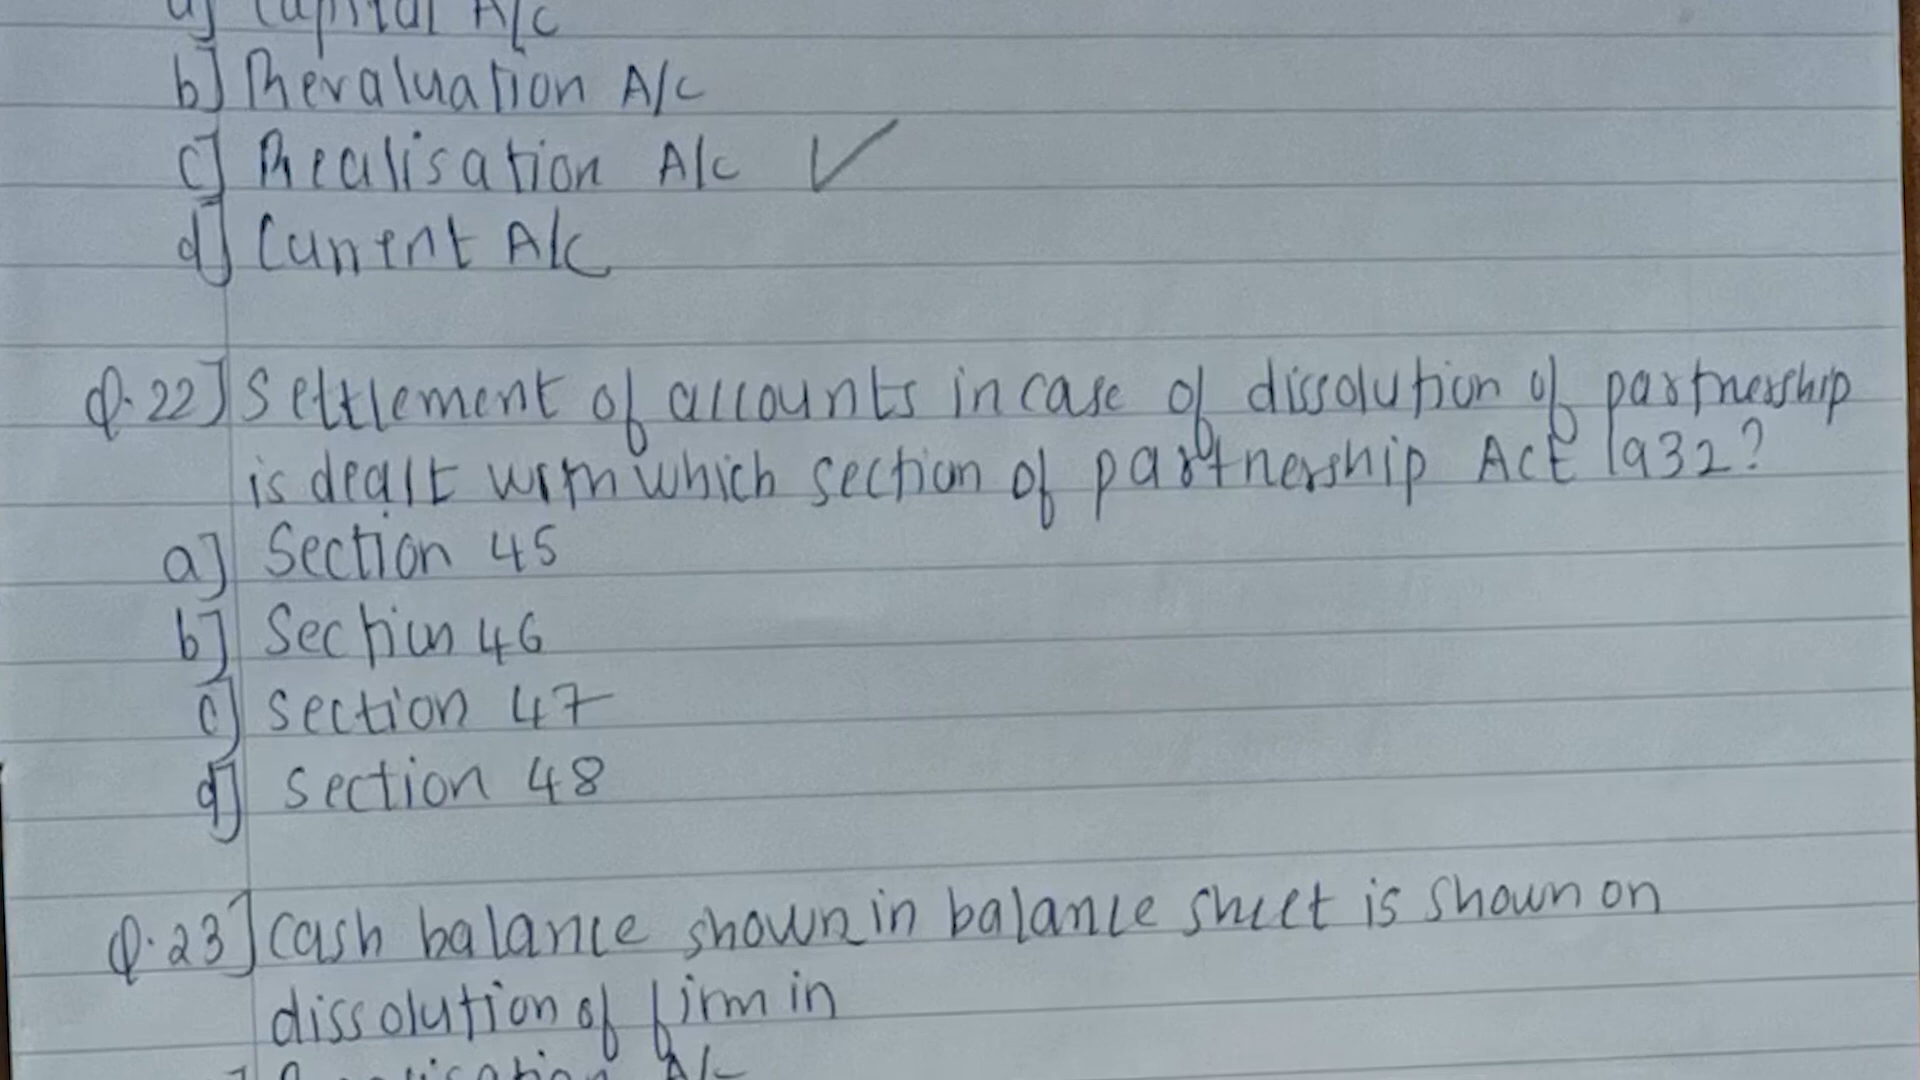 a] Capital A/c
b] Revaluation A/c
c] Realisation A/c ✓
d] Current A/c
Q.22] Settlement of accounts in case of dissolution of partnership
is dealt with which section of partnership Act 1932?
a] Section 45
b] Section 46
c] Section 47
d] Section 48
Q.23] Cash balance shown in balance sheet is shown on
dissolution of firm in
A/c